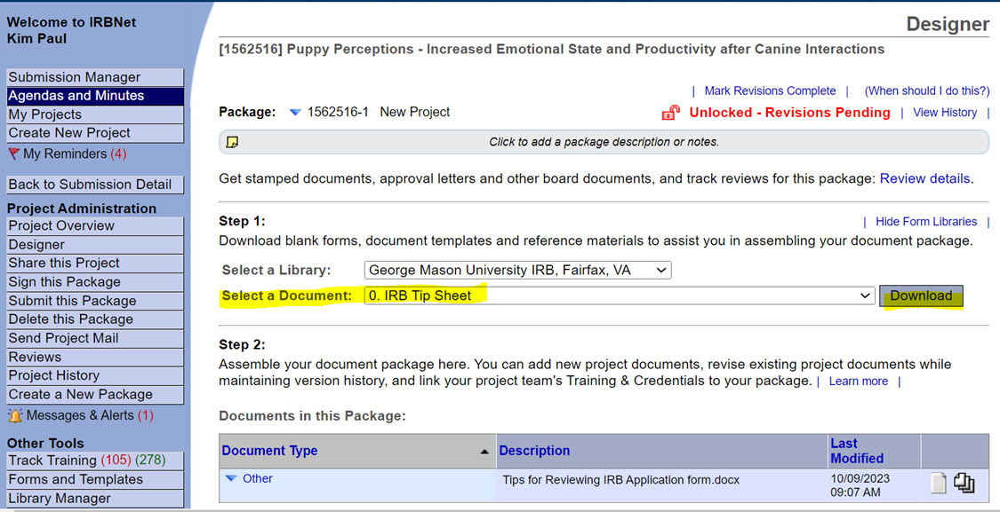 Welcome to IRBNet
Kim Paul
Submission Manager
Agendas and Minutes
My Projects
Create New Project
My Reminders (4)
Back to Submission Detail
Project Administration
Project Overview
Designer
Share this Project
Sign this Package
Submit this Package
Delete this Package
Send Project Mail
Reviews
Project History
Create a New Package
Messages & Alerts (1)
Other Tools
Track Training (105) (278)
Forms and Templates
Library Manager
Designer
[1562516] Puppy Perceptions - Increased Emotional State and Productivity after Canine Interactions
| Mark Revisions Complete | (When should I do this?)
Package: 1562516-1 New Project
Unlocked - Revisions Pending | View History |
Click to add a package description or notes.
Get stamped documents, approval letters and other board documents, and track reviews for this package: Review details.
Step 1:
| Hide Form Libraries |
Download blank forms, document templates and reference materials to assist you in assembling your document package.
Select a Library: George Mason University IRB, Fairfax, VA
Select a Document: 0. IRB Tip Sheet Download
Step 2:
Assemble your document package here. You can add new project documents, revise existing project documents while
maintaining version history, and link your project team's Training & Credentials to your package. | Learn more |
Documents in this Package:
Document Type Description Last
Modified
Other Tips for Reviewing IRB Application form.docx 10/09/2023
09:07 AM